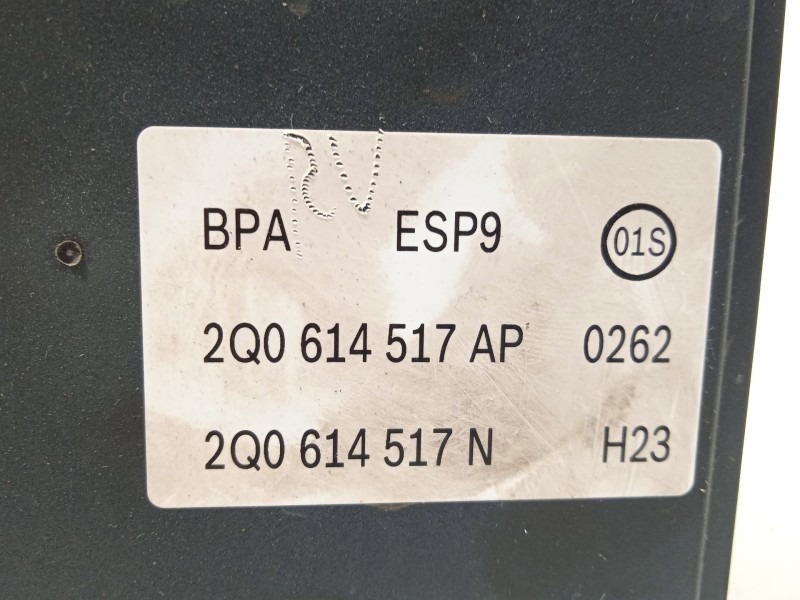 BPA ESP9 01S
2Q0 614 517 AP 0262
2Q0 614 517 N H23